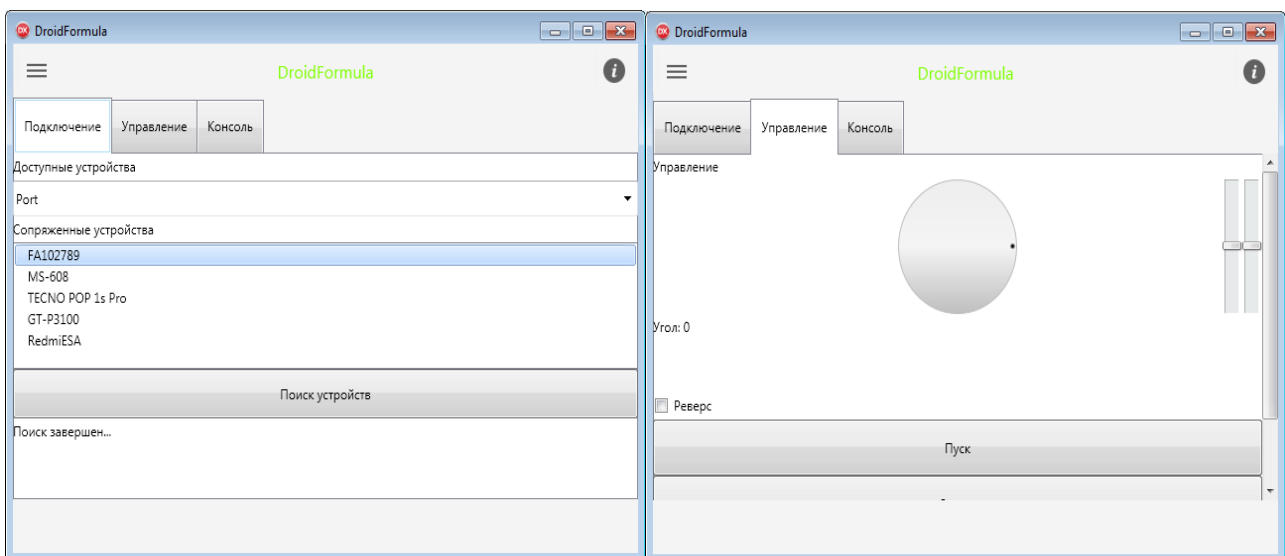 DroidFormula
DroidFormula
Подключение Управление Консоль
Доступные устройства
Port
Сопряженные устройства
FA102789
MS-608
TECNO POP 1s Pro
GT-P3100
RedmiESA
Поиск устройств
Поиск завершен...
DroidFormula
DroidFormula
Подключение Управление Консоль
Управление
Угол: 0
Реверс
Пуск